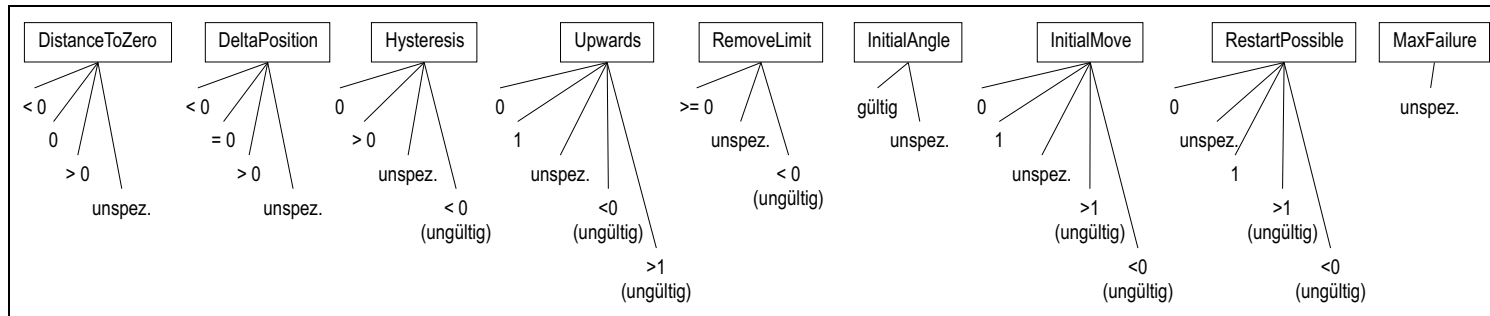 DistanceToZero
DeltaPosition
Hysteresis
Upwards
RemoveLimit
InitialAngle
InitialMove
RestartPossible
MaxFailure
< 0
0
> 0
unspez.
< 0
= 0
> 0
unspez.
0
> 0
unspez.
< 0
(ungültig)
0
1
unspez.
<0
(ungültig)
>1
(ungültig)
>= 0
unspez.
< 0
(ungültig)
gültig
unspez.
0
1
unspez.
>1
(ungültig)
<0
(ungültig)
0
unspez.
1
>1
(ungültig)
<0
(ungültig)
unspez.